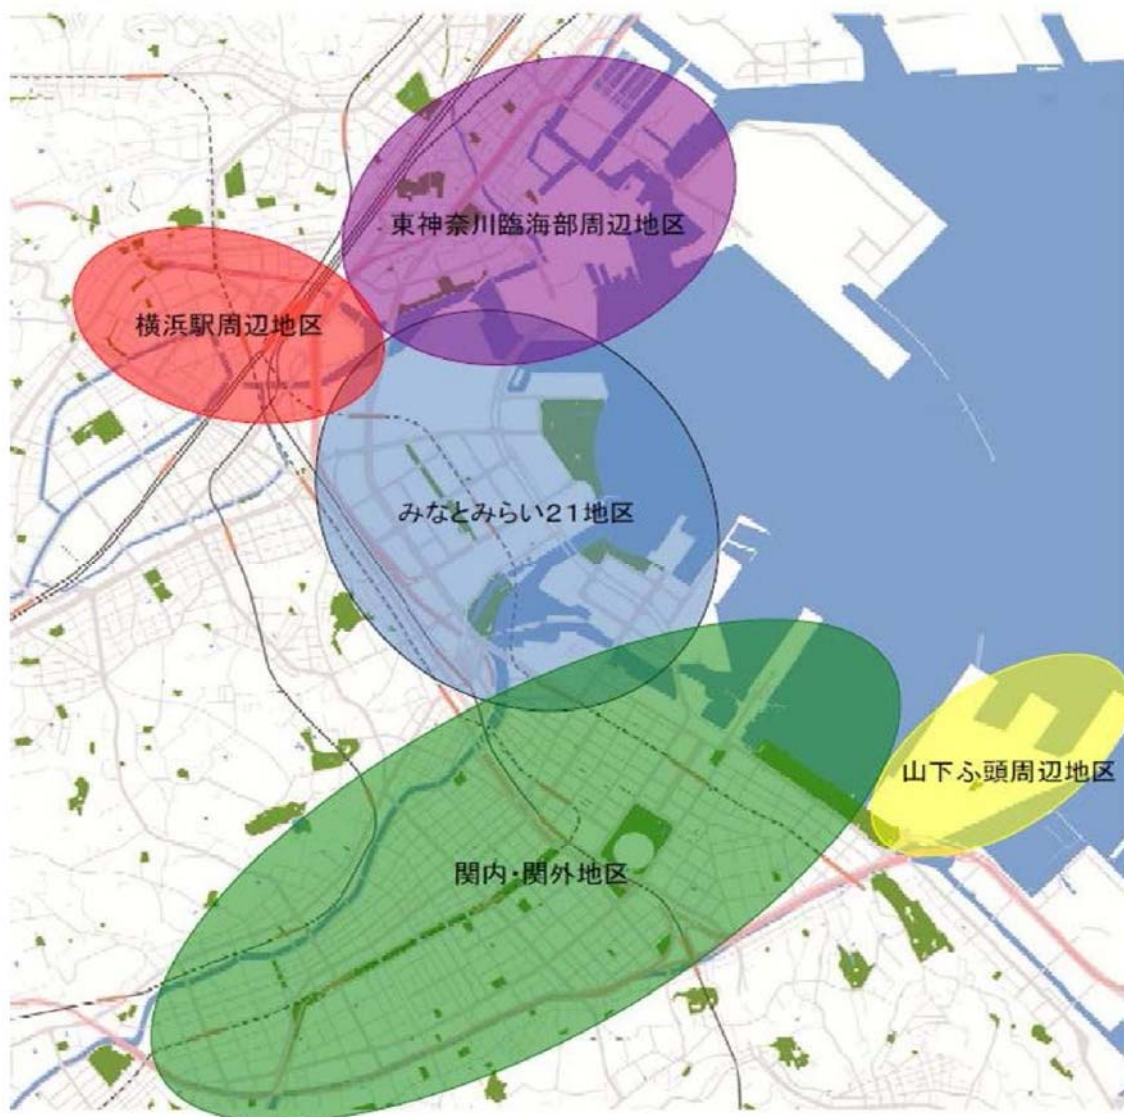 東神奈川臨海部周辺地区
横浜駅周辺地区
みなとみらい21地区
山下ふ頭周辺地区
関内・関外地区